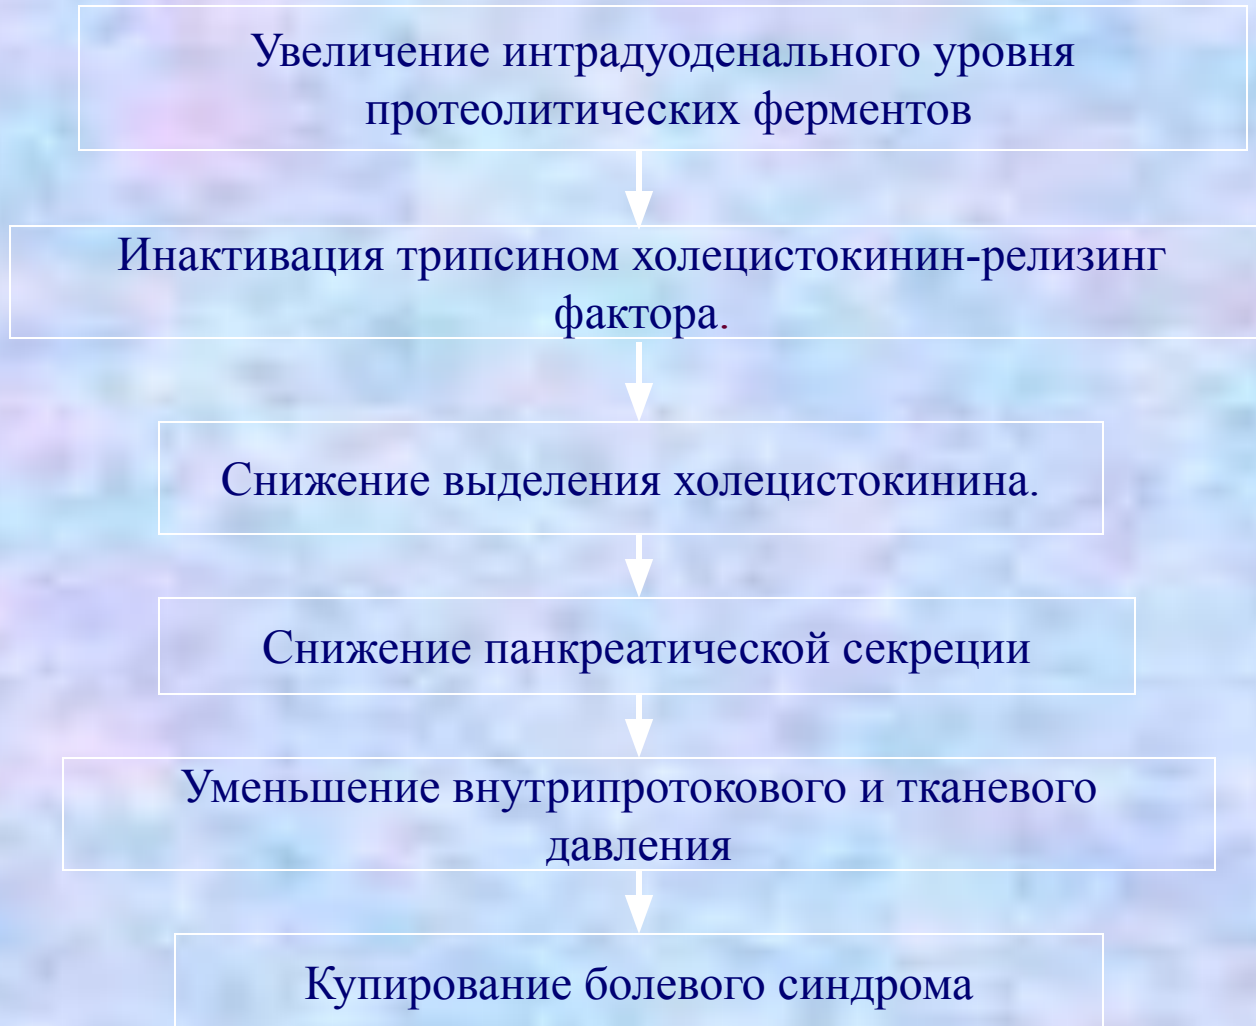 Увеличение интрадуоденального уровня
протеолитических ферментов
Инактивация трипсином холецистокинин-релизинг
фактора.
Снижение выделения холецистокинина.
Снижение панкреатической секреции
Уменьшение внутрипротокового и тканевого
давления
Купирование болевого синдрома